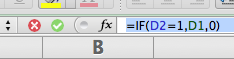 fx =IF(D2=1,D1,0)
B